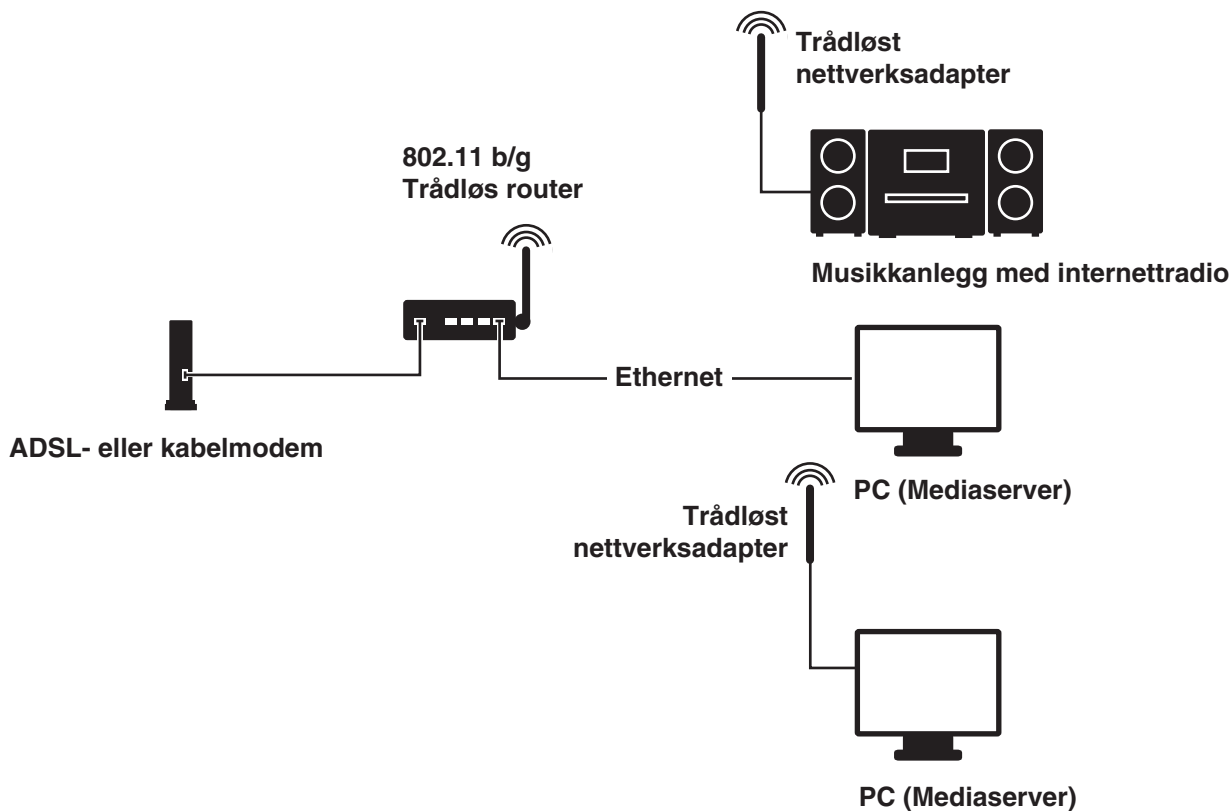 Trådløst
nettverksadapter
802.11 b/g
Trådløs router
Musikkanlegg med internettradio
Ethernet
ADSL- eller kabelmodem
PC (Mediaserver)
Trådløst
nettverksadapter
PC (Mediaserver)